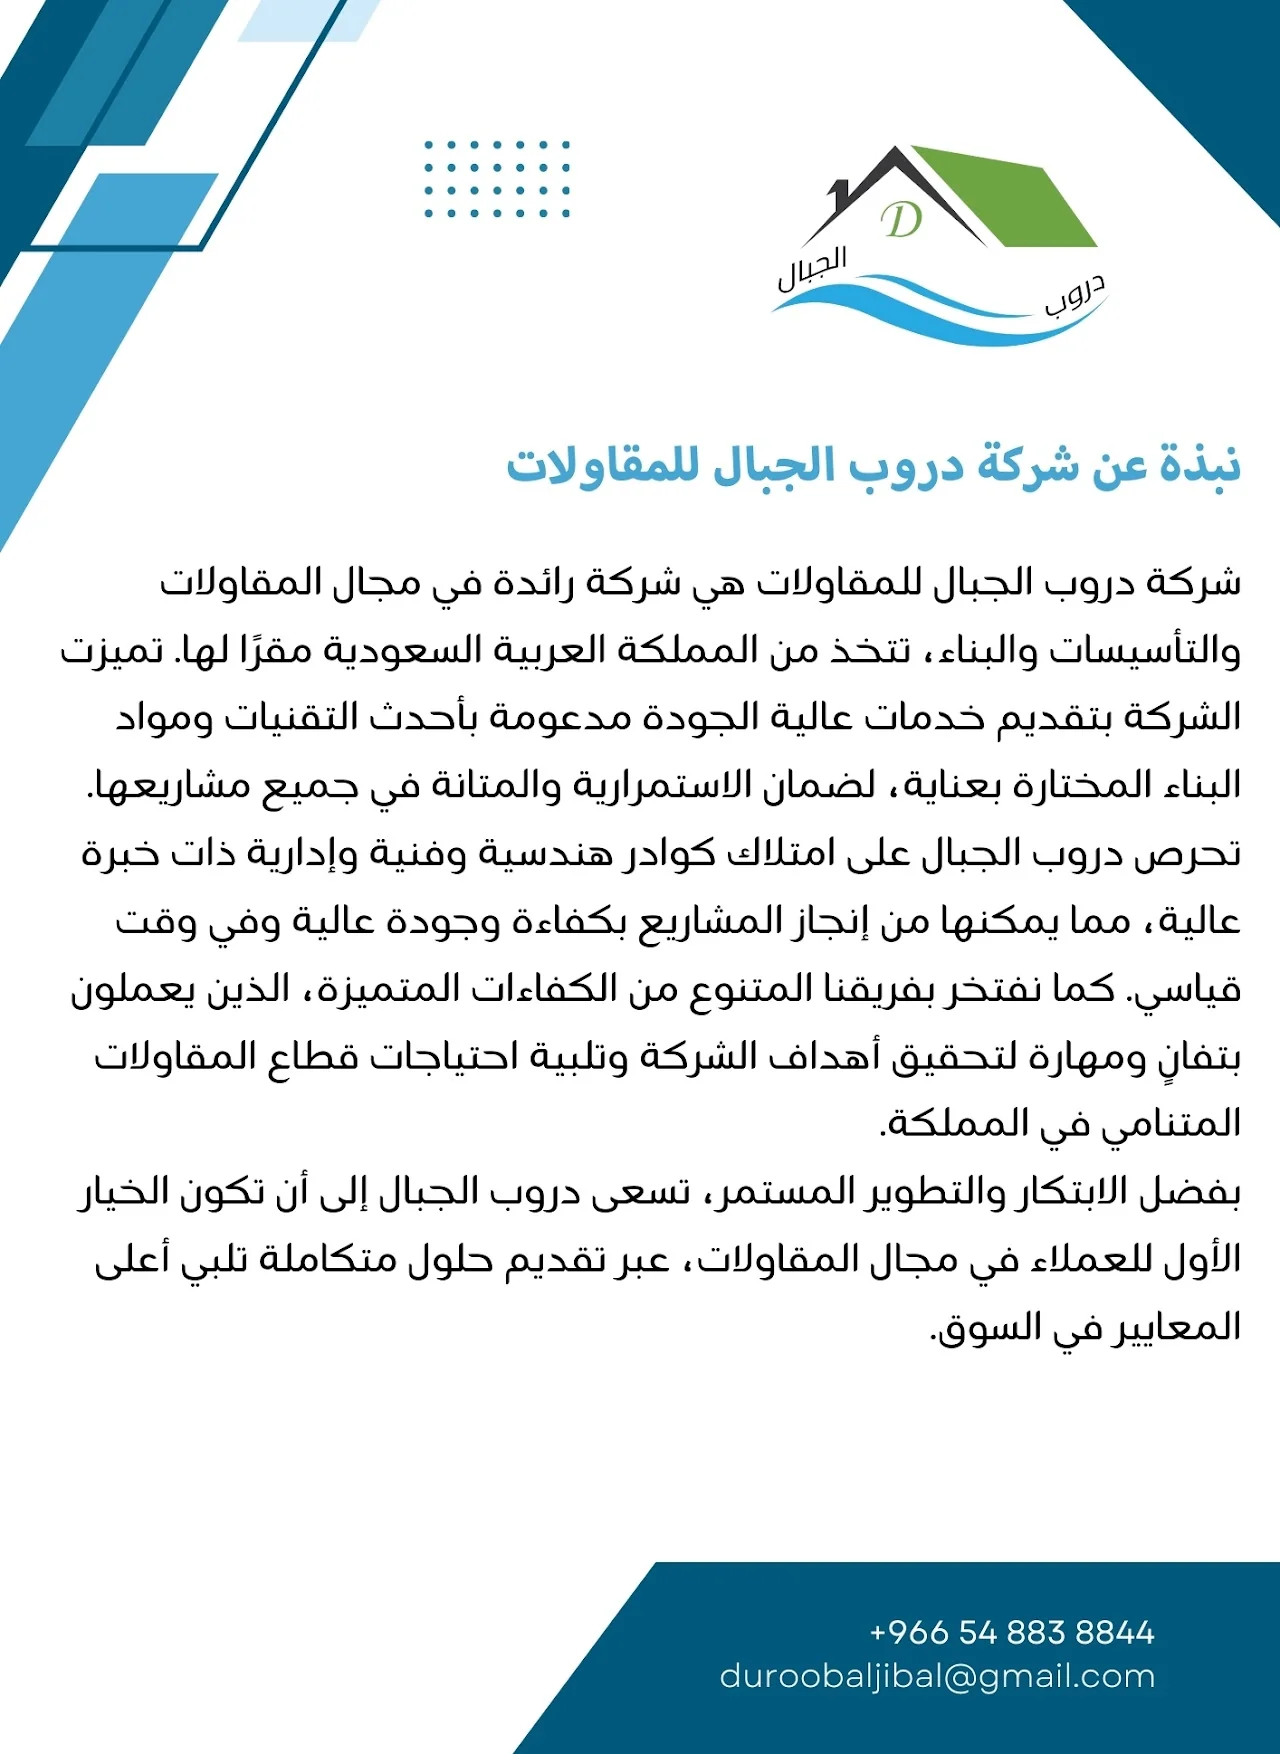 D
دروب
الجبال
نبذة عن شركة دروب الجبال للمقاولات
شركة دروب الجبال للمقاولات هي شركة رائدة في مجال المقاولات
والتأسيسات والبناء، تتخذ من المملكة العربية السعودية مقرًا لها. تميزت
الشركة بتقديم خدمات عالية الجودة مدعومة بأحدث التقنيات ومواد
البناء المختارة بعناية، لضمان الاستمرارية والمتانة في جميع مشاريعها.
تحرص دروب الجبال على امتلاك كوادر هندسية وفنية وإدارية ذات خبرة
عالية، مما يمكنها من إنجاز المشاريع بكفاءة وجودة عالية وفي وقت
قياسي. كما نفتخر بفريقنا المتنوع من الكفاءات المتميزة، الذين يعملون
بتفانٍ ومهارة لتحقيق أهداف الشركة وتلبية احتياجات قطاع المقاولات
المتنامي في المملكة.
بفضل الابتكار والتطوير المستمر، تسعى دروب الجبال إلى أن تكون الخيار
الأول للعملاء في مجال المقاولات، عبر تقديم حلول متكاملة تلبي أعلى
المعايير في السوق.
+966 54 883 8844
duroobaljibal@gmail.com